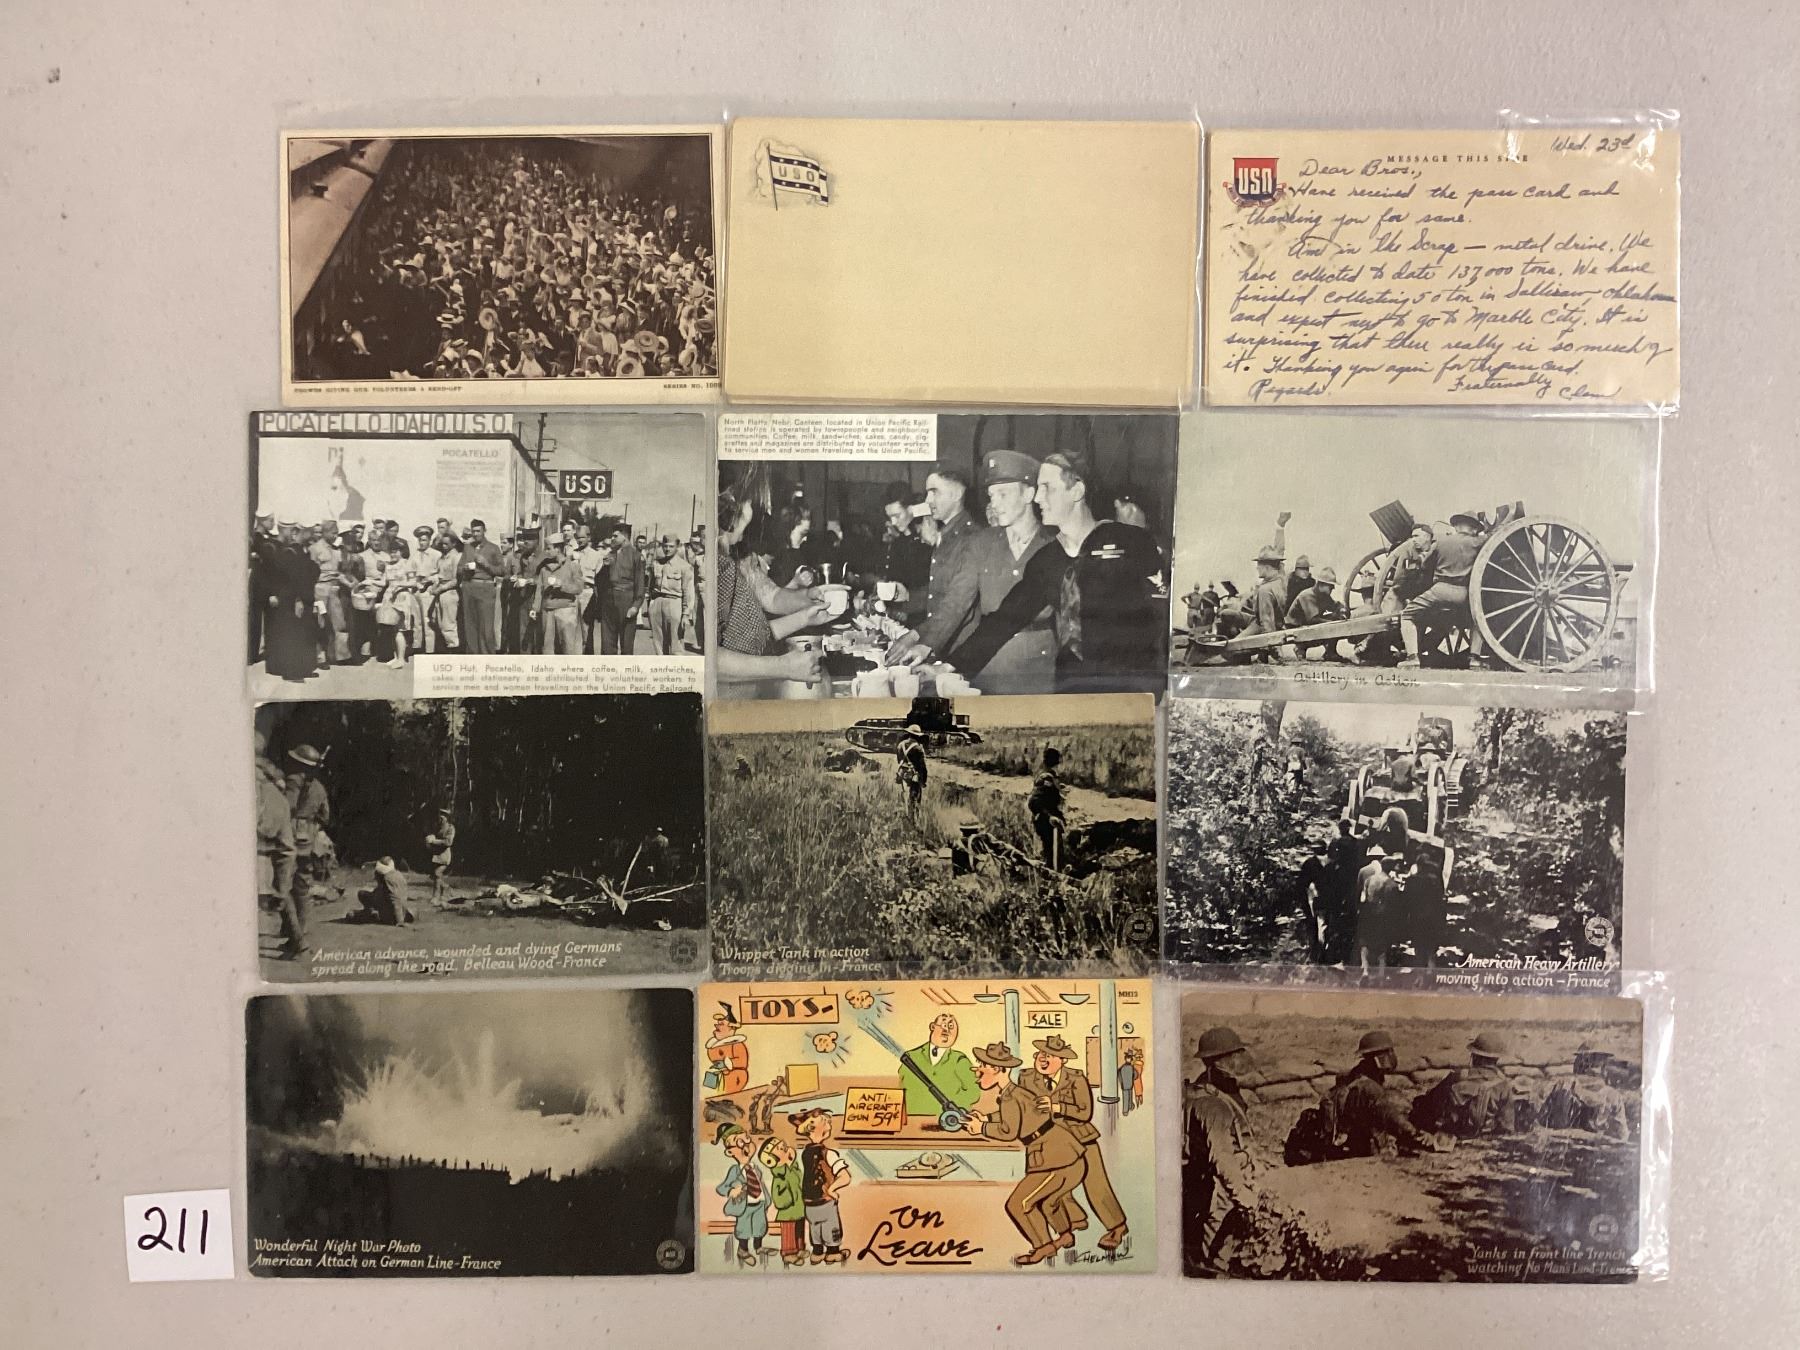 CROWDS GIVING OUR VOLUNTEERS A SEND-OFF
SERIES NO.
USO
MESSAGE THIS SIDE
Wed. 23d
USO
Dear Bros.,
Have received the pass card and
thanking you for same.
Am in the Scrap — metal drive. We
have collected to date 137,000 tons. We have
finished collecting 50 ton in Sallisaw, Oklahoma
and expect next to go to Marble City. It is
surprising that there really is so much of
it. Thanking you again for the pass card.
Regards. Fraternally
Clem
POCATELLO-IDAHO, U.S.O.
POCATELLO
USO
USO Hut, Pocatello, Idaho where coffee, milk, sandwiches,
cakes and stationery are distributed by volunteer workers to
service men and women traveling on the Union Pacific Railroad
North Platte Nebr. Canteen located in Union Pacific Rail-
road station is operated by townspeople and neighboring
communities. Coffee, milk, sandwiches, cakes, candy, cig-
arettes and magazines are distributed by volunteer workers
to service men and women traveling on the Union Pacific.
Artillery in Action
American advance, wounded and dying Germans
spread along the road. Belleau Wood-France
Whippet Tank in action
Troops digging in-France
American Heavy Artillery
moving into action-France
211
Wonderful Night War Photo
American Attack on German Line-France
TOYS-
MH13
SALE
ANTI-
AIRCRAFT
GUN 59¢
On
Leave
Yanks in front line Trench
watching No Man's Land-France